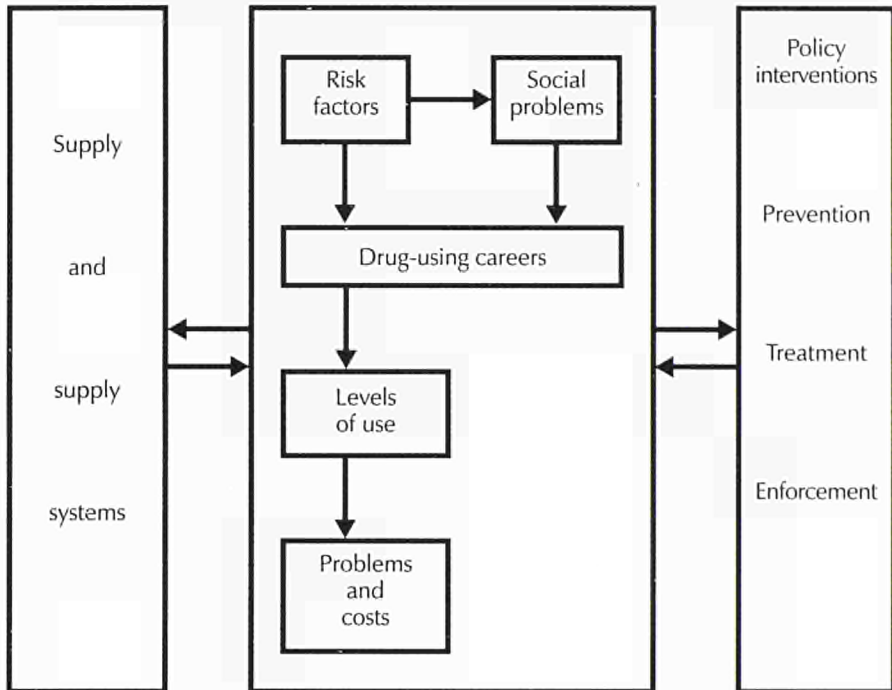 Supply
and
supply
systems
Risk
factors
Social
problems
Drug-using careers
Levels
of use
Problems
and
costs
Policy
interventions
Prevention
Treatment
Enforcement